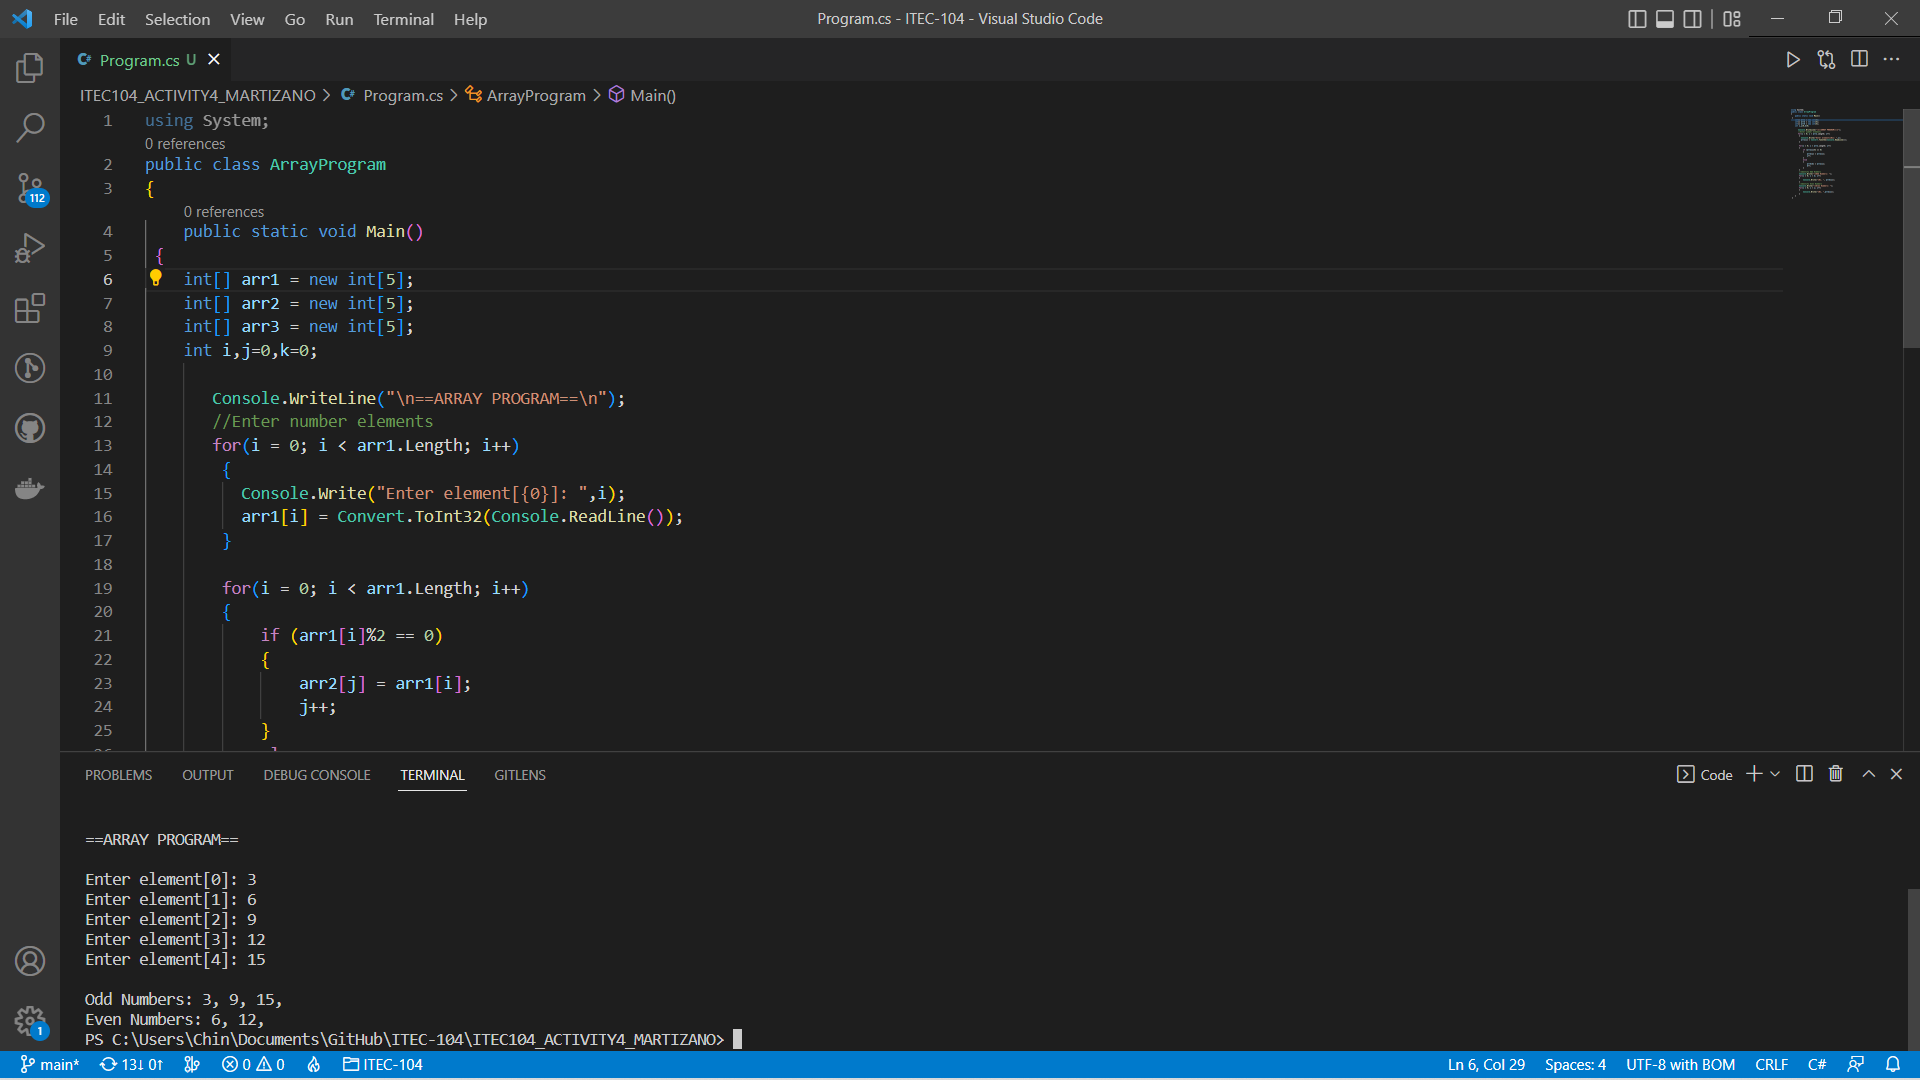 File Edit Selection View Go Run Terminal Help Program.cs - ITEC-104 - Visual Studio Code
C# Program.cs U
ITEC104_ACTIVITY4_MARTIZANO > C# Program.cs > ArrayProgram > Main()
1 using System;
0 references
2 public class ArrayProgram
3 {
0 references
4 public static void Main()
5 {
6 int[] arr1 = new int[5];
7 int[] arr2 = new int[5];
8 int[] arr3 = new int[5];
9 int i,j=0,k=0;
10
11 Console.WriteLine("\n==ARRAY PROGRAM==\n");
12 //Enter number elements
13 for(i = 0; i < arr1.Length; i++)
14 {
15 Console.Write("Enter element[{0}]: ",i);
16 arr1[i] = Convert.ToInt32(Console.ReadLine());
17 }
18
19 for(i = 0; i < arr1.Length; i++)
20 {
21 if (arr1[i]%2 == 0)
22 {
23 arr2[j] = arr1[i];
24 j++;
25 }
112
PROBLEMS OUTPUT DEBUG CONSOLE TERMINAL GITLENS Code
==ARRAY PROGRAM==
Enter element[0]: 3
Enter element[1]: 6
Enter element[2]: 9
Enter element[3]: 12
Enter element[4]: 15
Odd Numbers: 3, 9, 15,
Even Numbers: 6, 12,
PS C:\Users\Chin\Documents\GitHub\ITEC-104\ITEC104_ACTIVITY4_MARTIZANO>
1
main* 13↓ 0↑ 0 0 ITEC-104 Ln 6, Col 29 Spaces: 4 UTF-8 with BOM CRLF C#